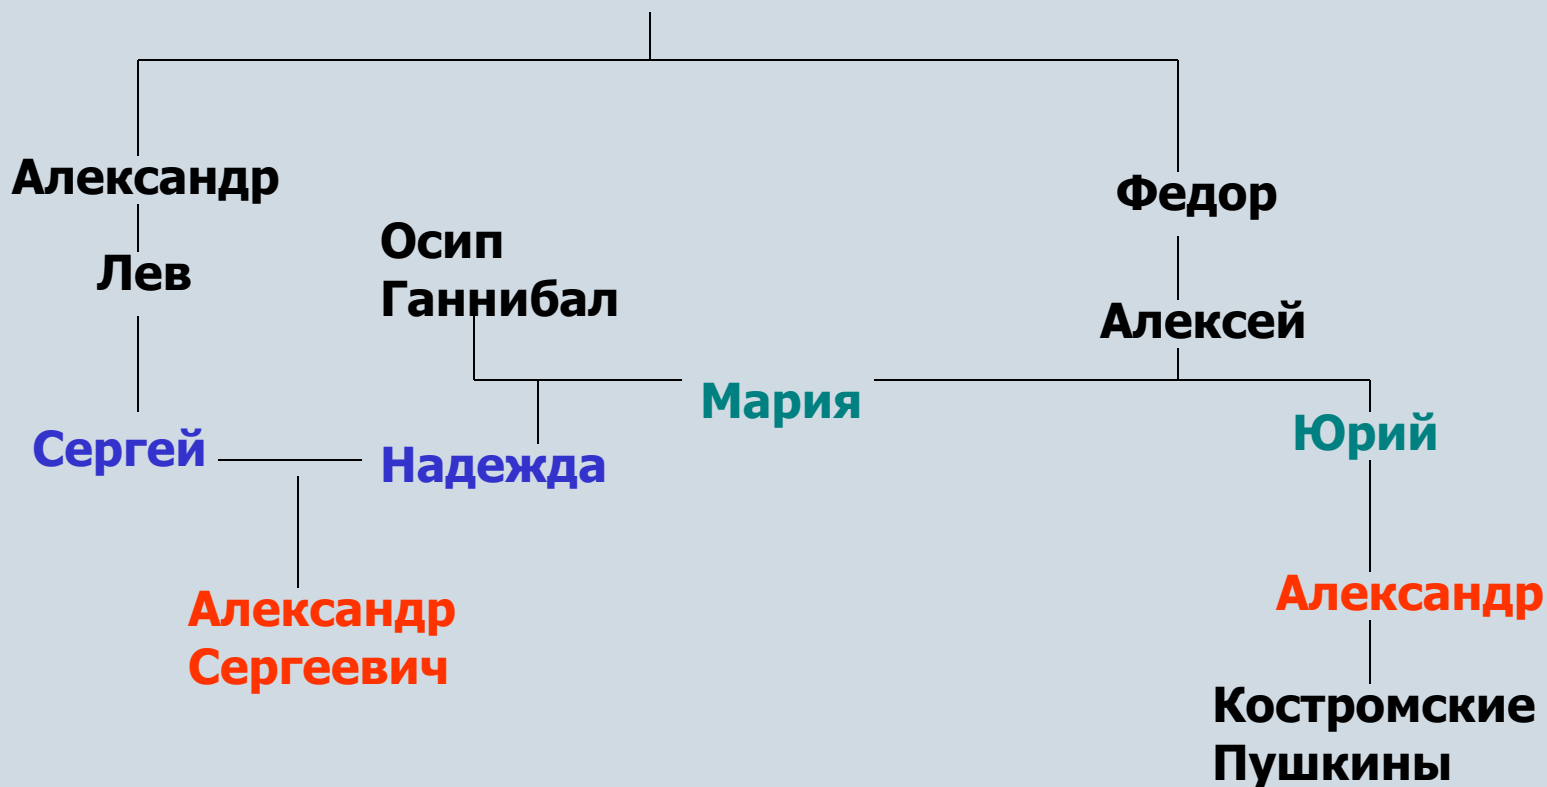 Александр
Федор
Осип
Ганнибал
Лев
Алексей
Мария
Юрий
Сергей
Надежда
Александр
Сергеевич
Александр
Костромские
Пушкины